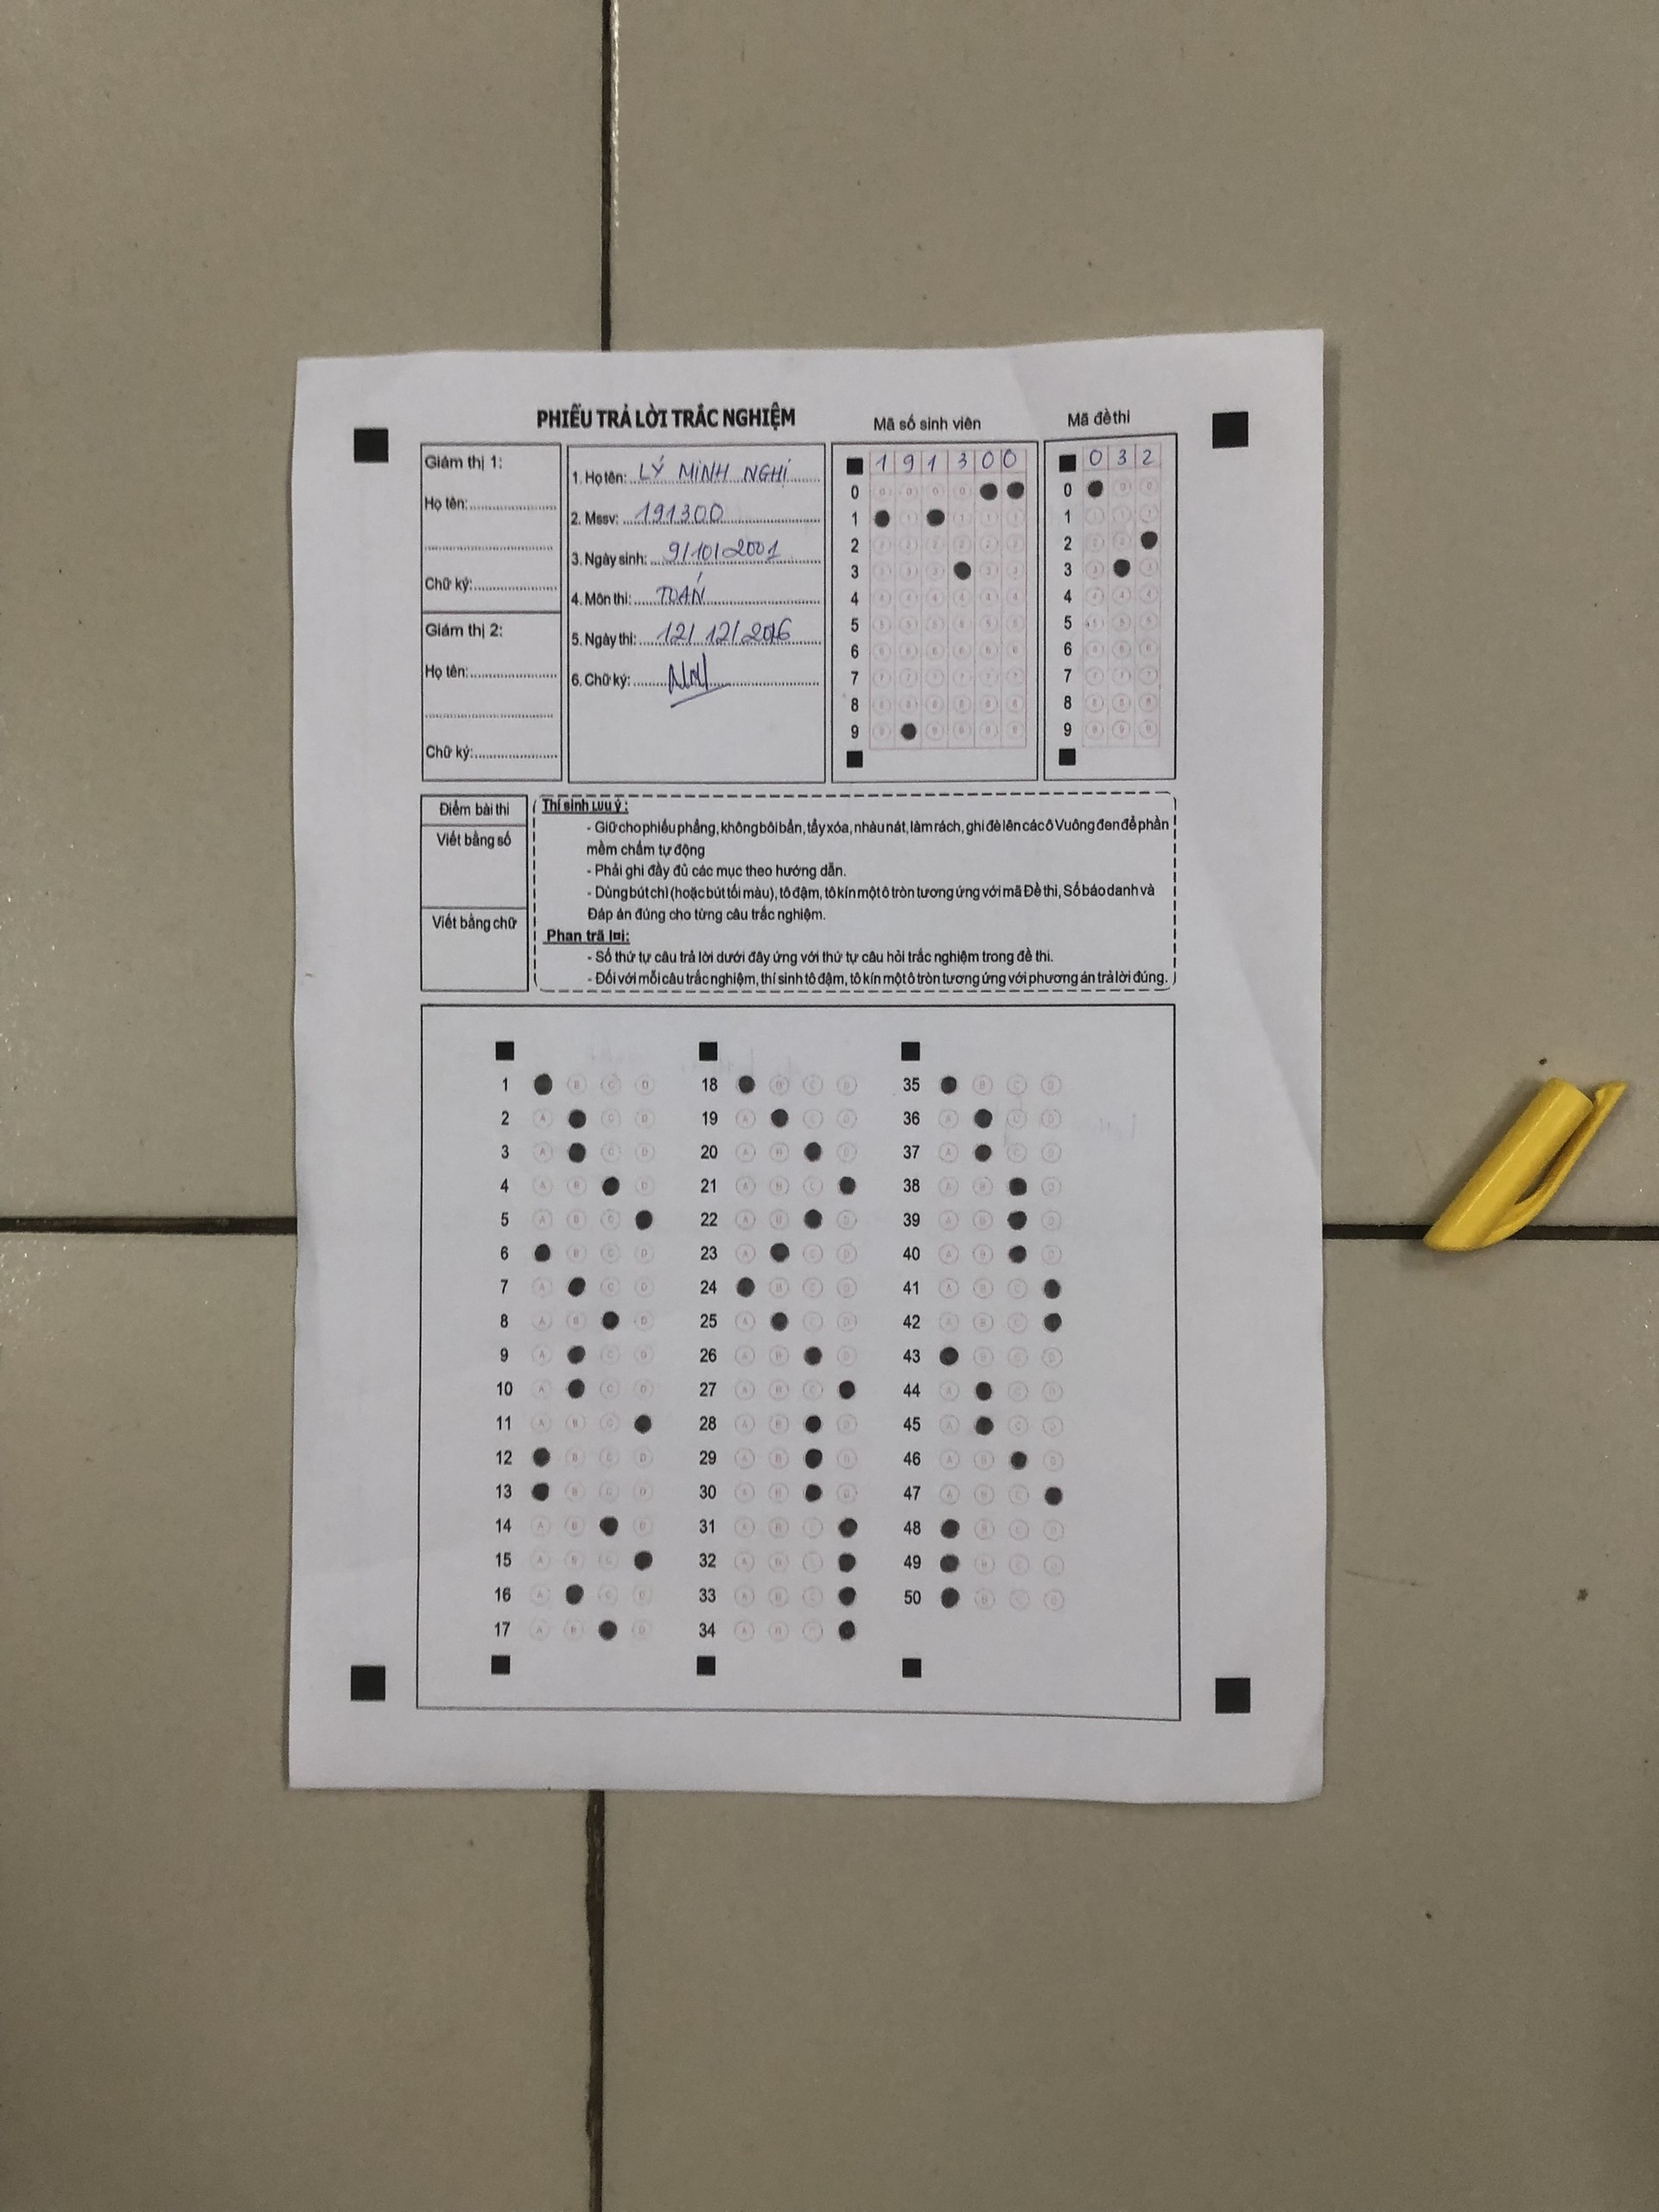 PHIẾU TRẢ LỜI TRẮC NGHIỆM
Mã số sinh viên
Mã đề thi
Giám thị 1:
Họ tên:
Chữ ký:
Giám thị 2:
Họ tên:
Chữ ký:
1. Họ tên: LÝ MINH NGHI
2. Mssv: 191300
3. Ngày sinh: 9/10/2001
4. Môn thi: TOÁN
5. Ngày thi: 12/12/2016
6. Chữ ký:
1 9 1 3 0 0
0
1
2
3
4
5
6
7
8
9
0 3 2
0
1
2
3
4
5
6
7
8
9
Điểm bài thi
Viết bằng số
Viết bằng chữ
Thí sinh lưu ý:
- Giữ cho phiếu phẳng, không bôi bẩn, tẩy xóa, nhàu nát, làm rách, ghi đè lên các ô Vuông đen để phần
mềm chấm tự động
- Phải ghi đầy đủ các mục theo hướng dẫn.
- Dùng bút chì (hoặc bút tối màu), tô đậm, tô kín một ô tròn tương ứng với mã Đề thi, Số báo danh và
Đáp án đúng cho từng câu trắc nghiệm.
Phan trã lơi:
- Số thứ tự câu trả lời dưới đây ứng với thứ tự câu hỏi trắc nghiệm trong đề thi.
- Đối với mỗi câu trắc nghiệm, thí sinh tô đậm, tô kín một ô tròn tương ứng với phương án trả lời đúng.
1 B C D
2 A C D
3 A C D
4 A B D
5 A B C
6 B C D
7 A C D
8 A B D
9 A C D
10 A C D
11 A B C
12 B C D
13 B C D
14 A B D
15 A B C
16 A C D
17 A B D
18 B C D
19 A C D
20 A B D
21 A B C
22 A B D
23 A C D
24 B C D
25 A C D
26 A B D
27 A B C
28 A B D
29 A B D
30 A B D
31 A B C
32 A B C
33 A B C
34 A B C
35 B C D
36 A C D
37 A C D
38 A B D
39 A B D
40 A B D
41 A B C
42 A B C
43 B C D
44 A C D
45 A C D
46 A B D
47 A B C
48 B C D
49 B C D
50 B C D